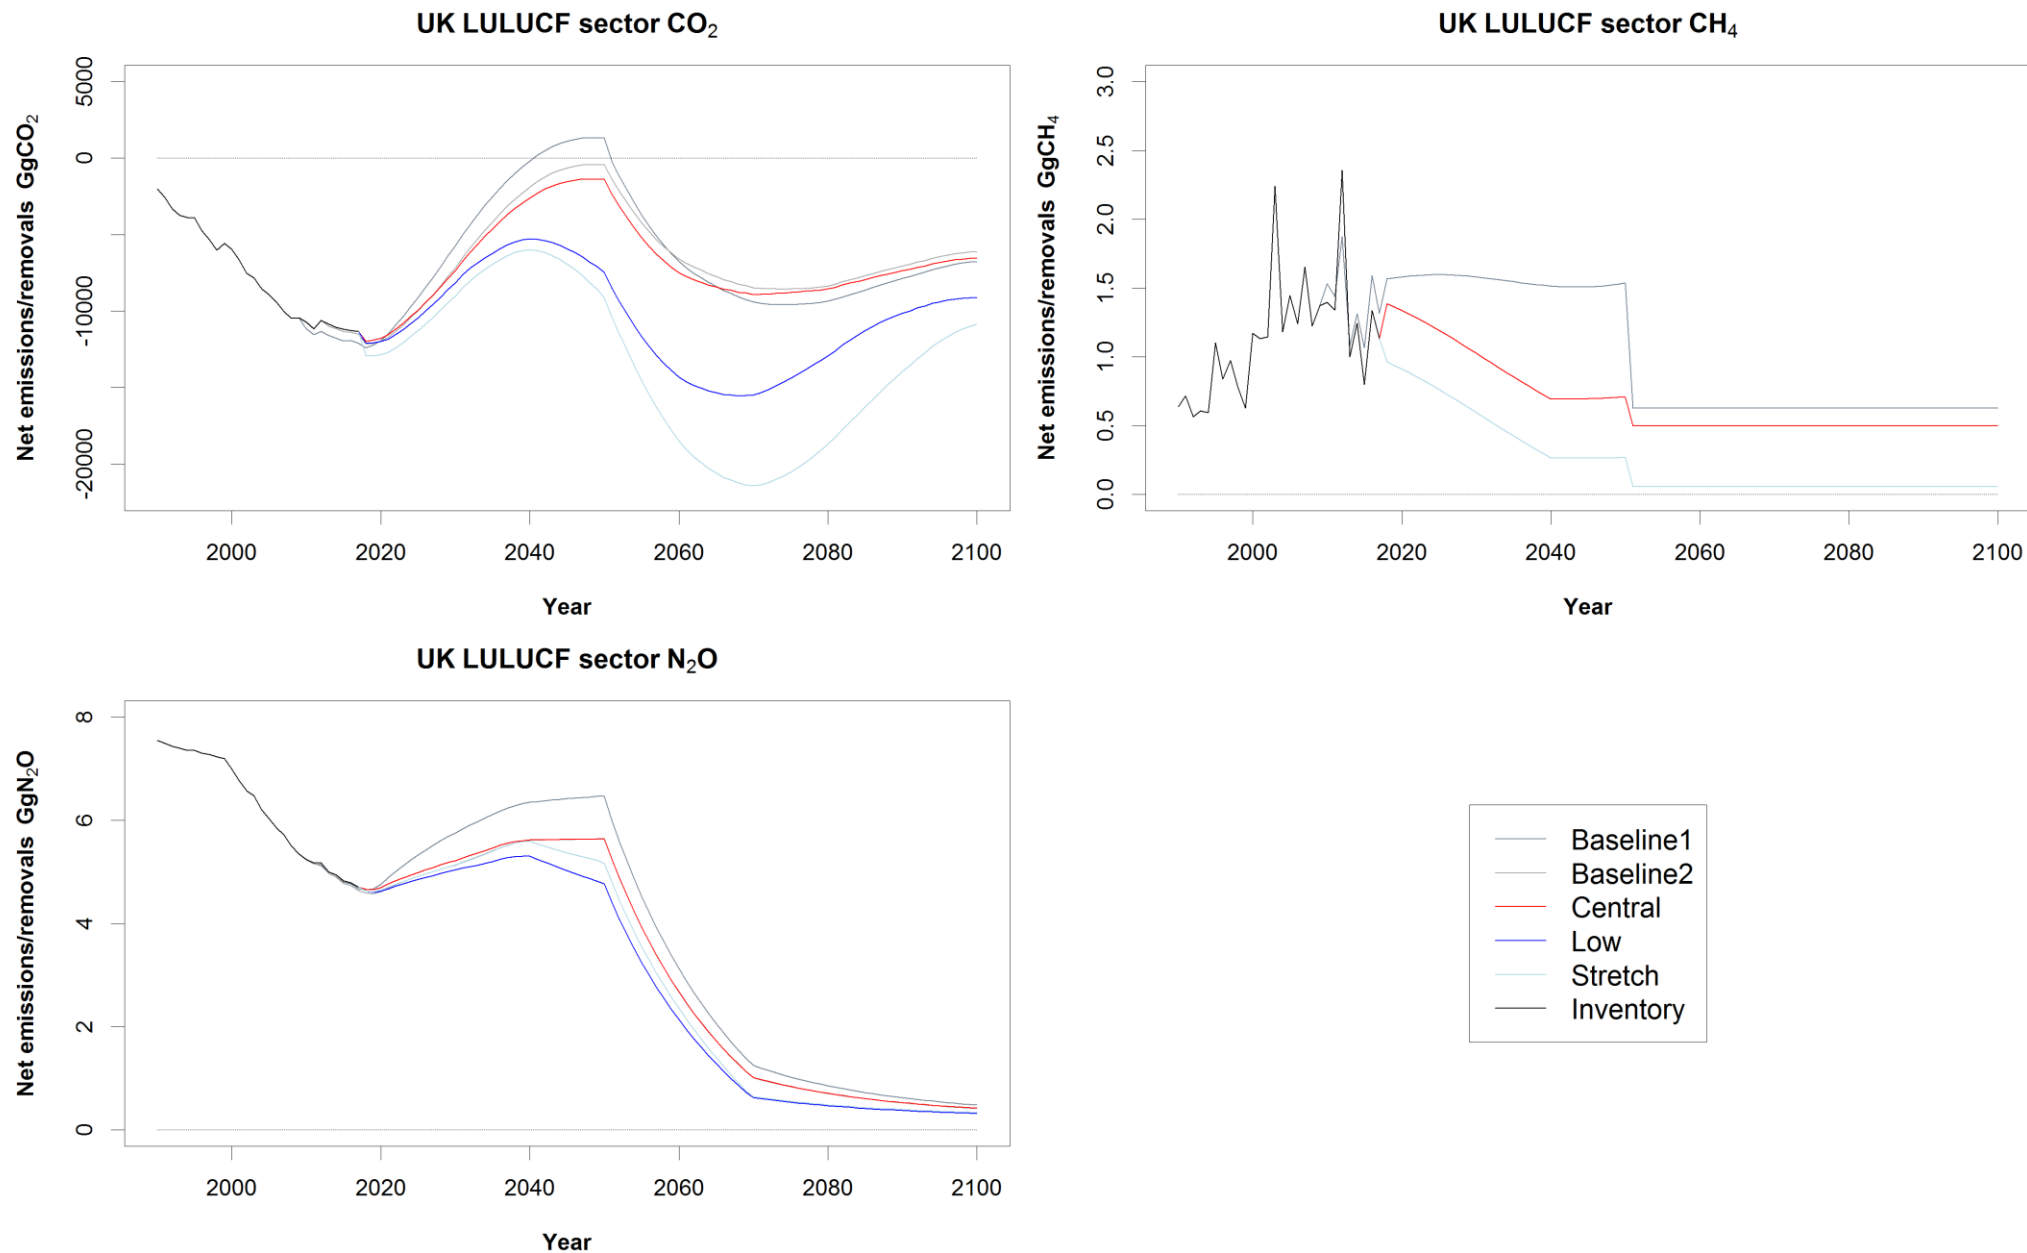 UK LULUCF sector CO₂
Net emissions/removals GgCO₂
5000
0
-10000
-20000
2000 2020 2040 2060 2080 2100
Year
UK LULUCF sector CH₄
Net emissions/removals GgCH₄
3.0
2.5
2.0
1.5
1.0
0.5
0.0
2000 2020 2040 2060 2080 2100
Year
UK LULUCF sector N₂O
Net emissions/removals GgN₂O
8
6
4
2
0
2000 2020 2040 2060 2080 2100
Year
Baseline1
Baseline2
Central
Low
Stretch
Inventory